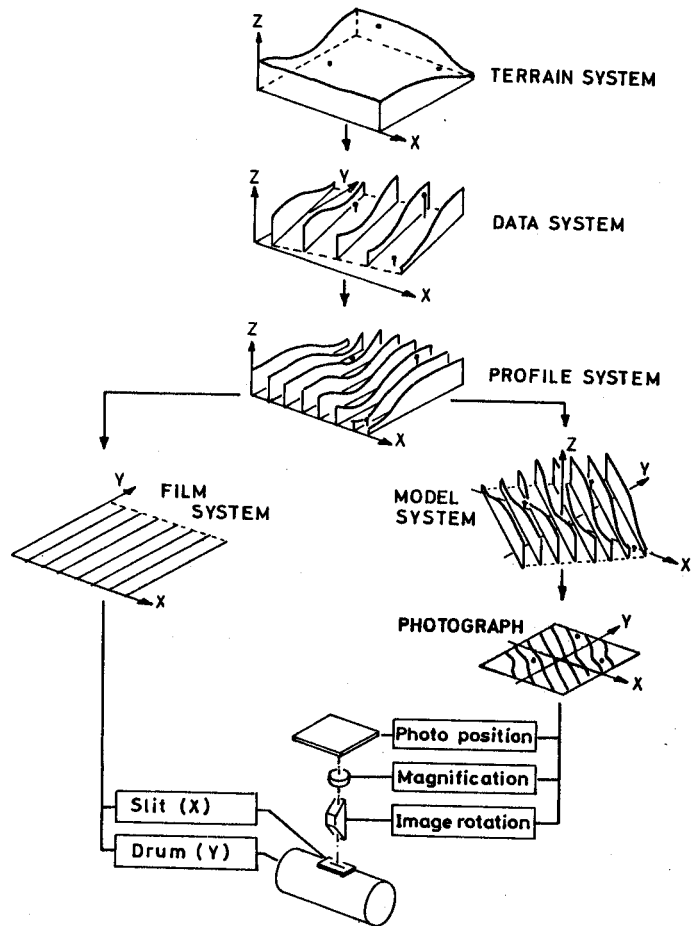 Z
TERRAIN SYSTEM
X
Z
Y
DATA SYSTEM
X
Z
PROFILE SYSTEM
X
Y
FILM
SYSTEM
X
Z
Y
MODEL
SYSTEM
X
PHOTOGRAPH
Y
X
Photo position
Magnification
Image rotation
Slit (X)
Drum (Y)